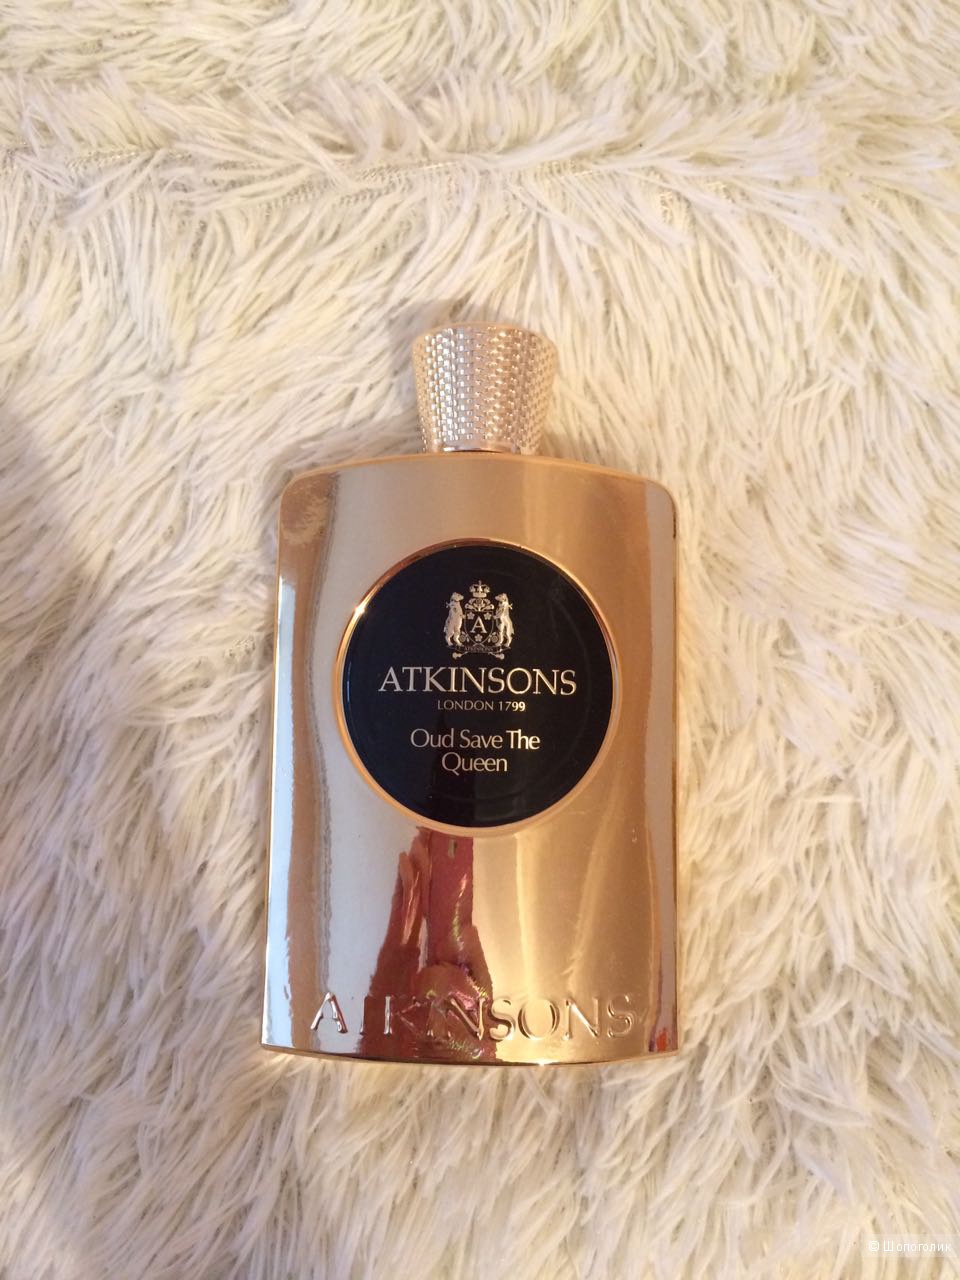 A
ATKINSONS
ATKINSONS
LONDON 1799
Oud Save The
Queen
ATKINSONS
© Шопоголик